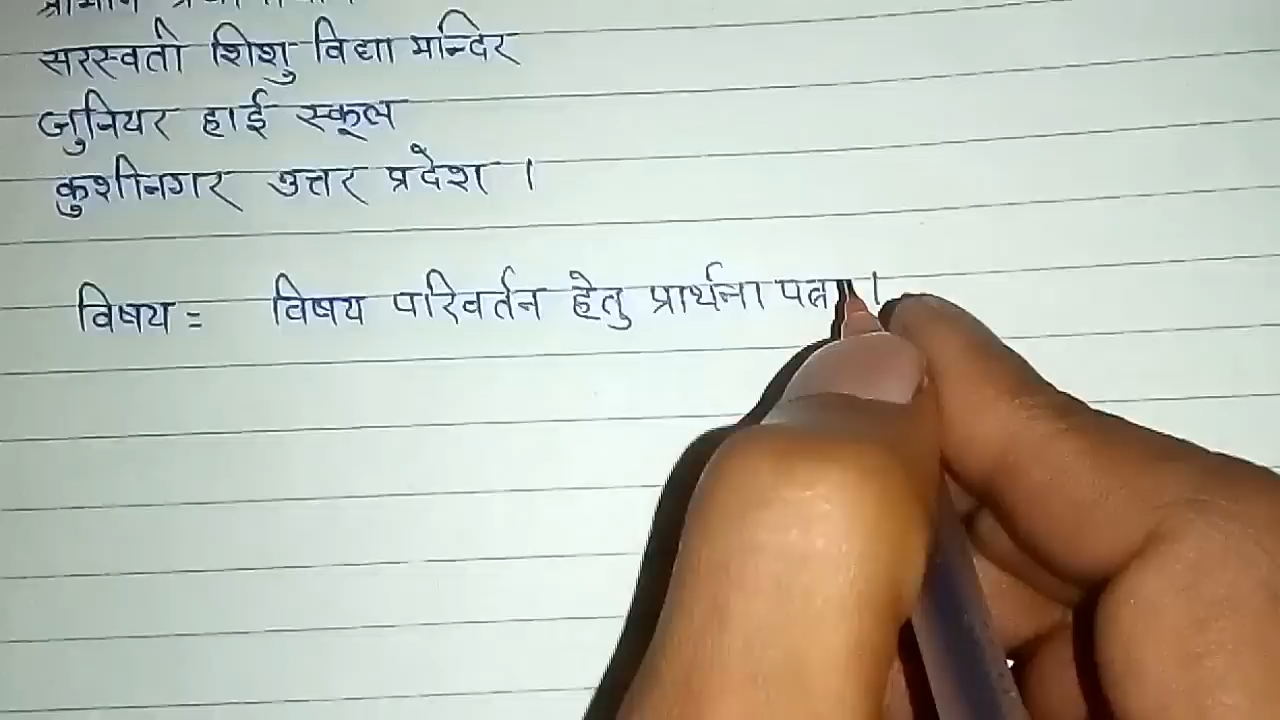 सरस्वती शिशु विद्या मन्दिर
जुनियर हाई स्कूल
कुशीनगर उत्तर प्रदेश ।
विषय = विषय परिवर्तन हेतु प्रार्थना पत्र ।